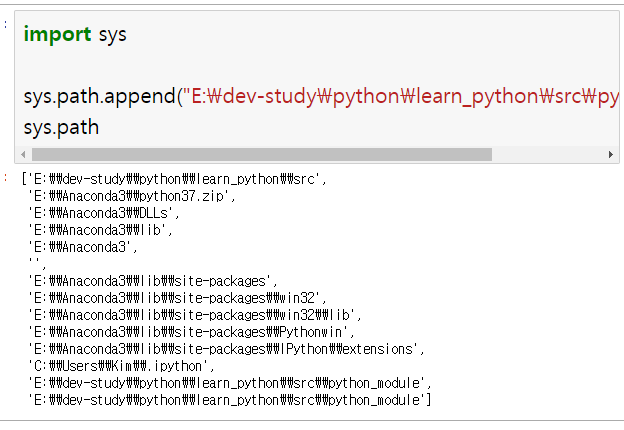 : import sys
sys.path.append("E:₩dev-study₩python₩learn_python₩src₩py
sys.path
: ['E:₩₩dev-study₩₩python₩₩learn_python₩₩src',
'E:₩₩Anaconda3₩₩python37.zip',
'E:₩₩Anaconda3₩₩DLLs',
'E:₩₩Anaconda3₩₩lib',
'E:₩₩Anaconda3',
'',
'E:₩₩Anaconda3₩₩lib₩₩site-packages',
'E:₩₩Anaconda3₩₩lib₩₩site-packages₩₩win32',
'E:₩₩Anaconda3₩₩lib₩₩site-packages₩₩win32₩₩lib',
'E:₩₩Anaconda3₩₩lib₩₩site-packages₩₩Pythonwin',
'E:₩₩Anaconda3₩₩lib₩₩site-packages₩₩IPython₩₩extensions',
'C:₩₩Users₩₩Kim₩₩.ipython',
'E:₩₩dev-study₩₩python₩₩learn_python₩₩src₩₩python_module',
'E:₩₩dev-study₩₩python₩₩learn_python₩₩src₩₩python_module']